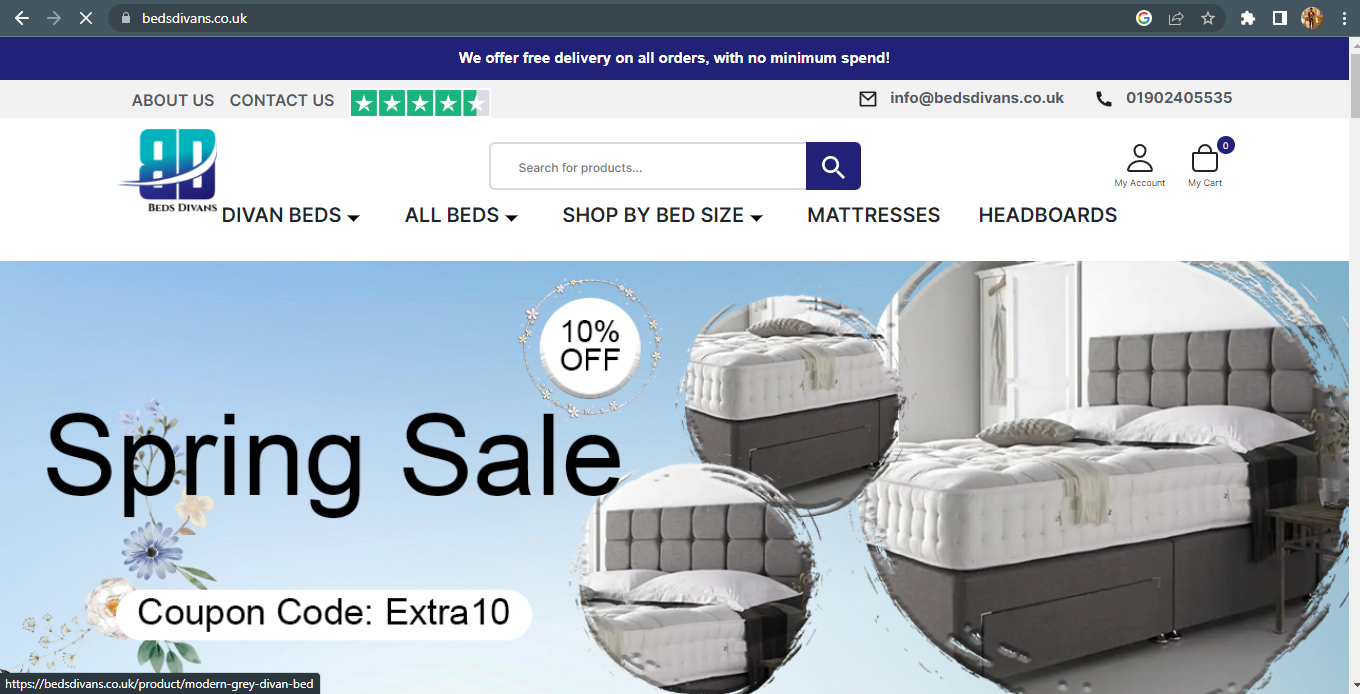 bedsdivans.co.uk
We offer free delivery on all orders, with no minimum spend!
ABOUT US CONTACT US info@bedsdivans.co.uk 01902405535
Search for products...
0
My Account My Cart
BEDS DIVANS
DIVAN BEDS ALL BEDS SHOP BY BED SIZE MATTRESSES HEADBOARDS
10%
OFF
Spring Sale
Coupon Code: Extra10
https://bedsdivans.co.uk/product/modern-grey-divan-bed